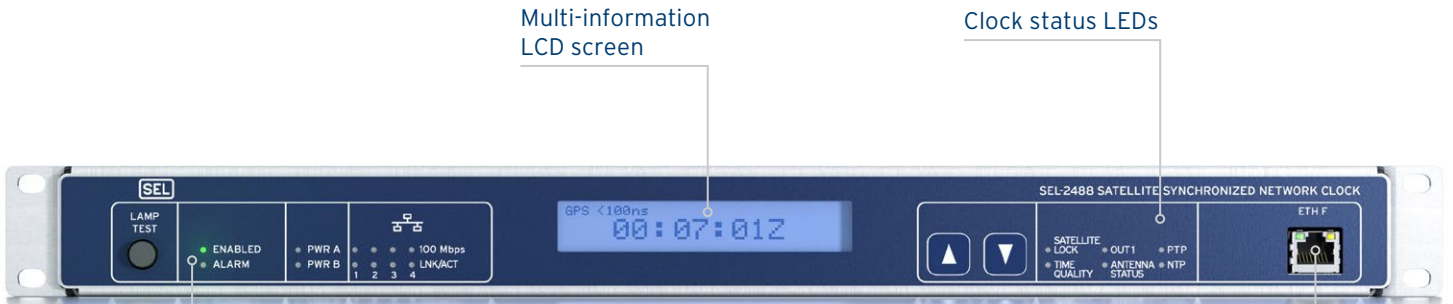 Multi-information
LCD screen
Clock status LEDs
SEL
SEL-2488 SATELLITE SYNCHRONIZED NETWORK CLOCK
LAMP
TEST
ENABLED
ALARM
PWR A
PWR B
100 Mbps
LNK/ACT
1 2 3 4
GPS <100ns
00:07:01Z
SATELLITE
LOCK
TIME
QUALITY
OUT1
ANTENNA
STATUS
PTP
NTP
ETH F